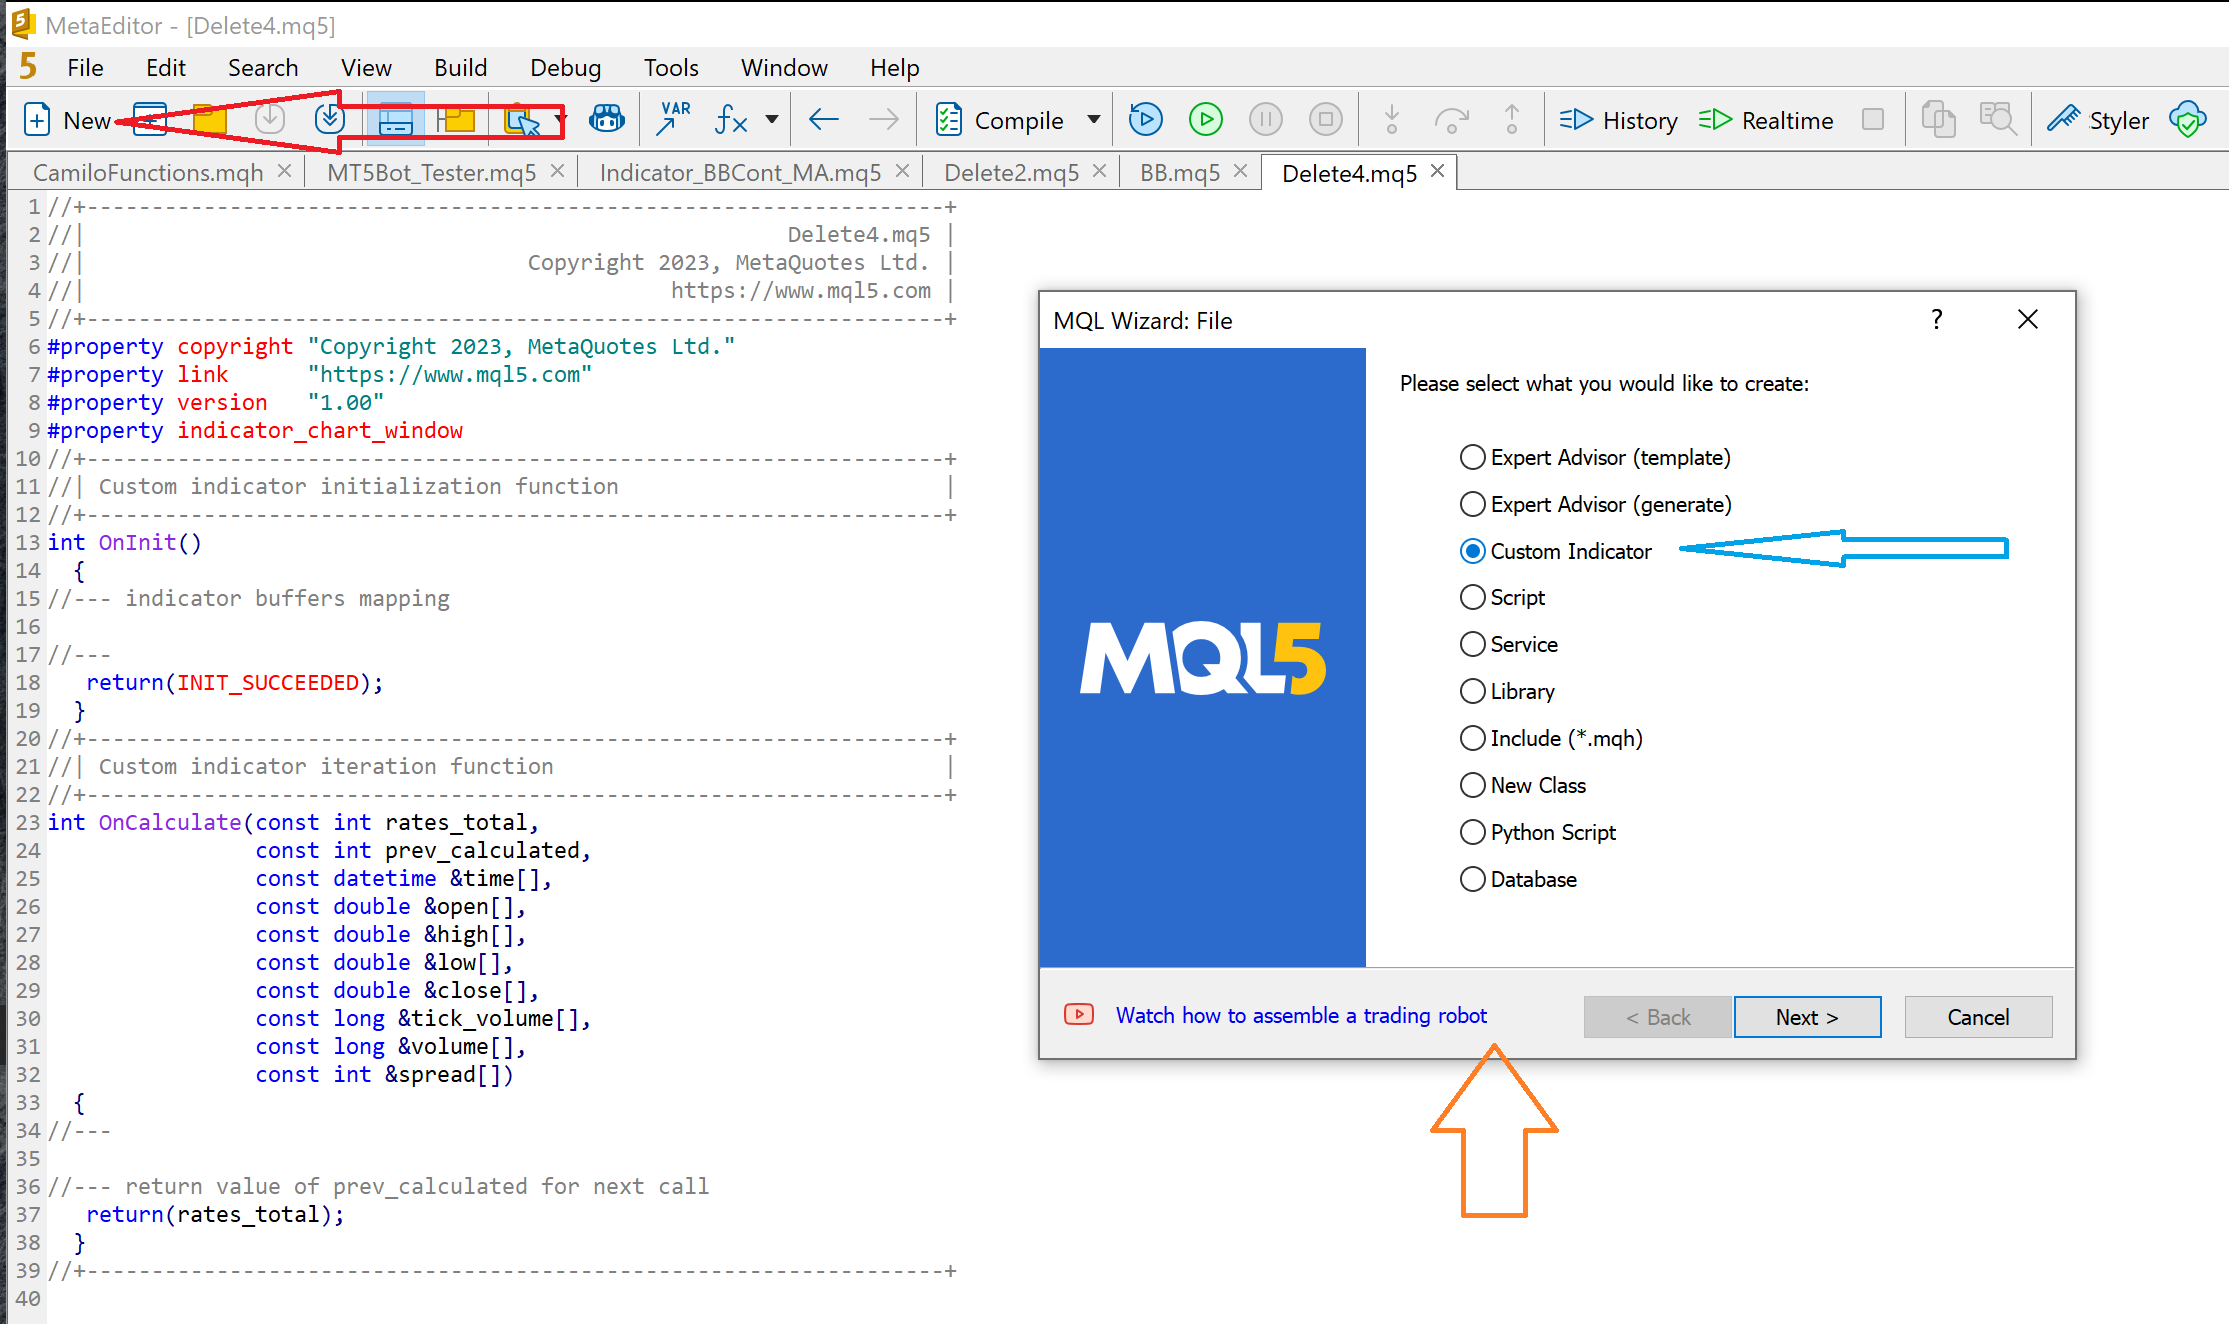 MetaEditor - [Delete4.mq5]
5 File Edit Search View Build Debug Tools Window Help
New VAR fx Compile History Realtime Styler
CamiloFunctions.mqh MT5Bot_Tester.mq5 Indicator_BBCont_MA.mq5 Delete2.mq5 BB.mq5 Delete4.mq5
1 //+------------------------------------------------------------------+
2 //| Delete4.mq5 |
3 //| Copyright 2023, MetaQuotes Ltd. |
4 //| https://www.mql5.com |
5 //+------------------------------------------------------------------+
6 #property copyright "Copyright 2023, MetaQuotes Ltd."
7 #property link "https://www.mql5.com"
8 #property version "1.00"
9 #property indicator_chart_window
10 //+------------------------------------------------------------------+
11 //| Custom indicator initialization function |
12 //+------------------------------------------------------------------+
13 int OnInit()
14 {
15 //--- indicator buffers mapping
16
17 //---
18 return(INIT_SUCCEEDED);
19 }
20 //+------------------------------------------------------------------+
21 //| Custom indicator iteration function |
22 //+------------------------------------------------------------------+
23 int OnCalculate(const int rates_total,
24 const int prev_calculated,
25 const datetime &time[],
26 const double &open[],
27 const double &high[],
28 const double &low[],
29 const double &close[],
30 const long &tick_volume[],
31 const long &volume[],
32 const int &spread[])
33 {
34 //---
35
36 //--- return value of prev_calculated for next call
37 return(rates_total);
38 }
39 //+------------------------------------------------------------------+
40
MQL Wizard: File ?
MQL5
Please select what you would like to create:
Expert Advisor (template)
Expert Advisor (generate)
Custom Indicator
Script
Service
Library
Include (*.mqh)
New Class
Python Script
Database
Watch how to assemble a trading robot < Back Next > Cancel